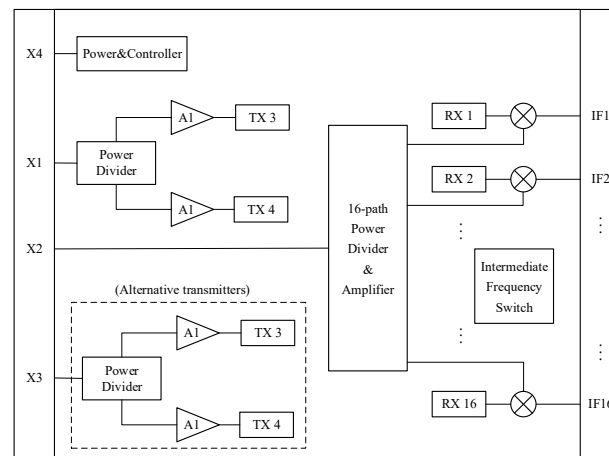 X4
Power&Controller
X1
Power
Divider
A1
TX 3
A1
TX 4
X2
(Alternative transmitters)
X3
Power
Divider
A1
TX 3
A1
TX 4
16-path
Power
Divider
&
Amplifier
RX 1
IF1
RX 2
IF2
Intermediate
Frequency
Switch
RX 16
IF16